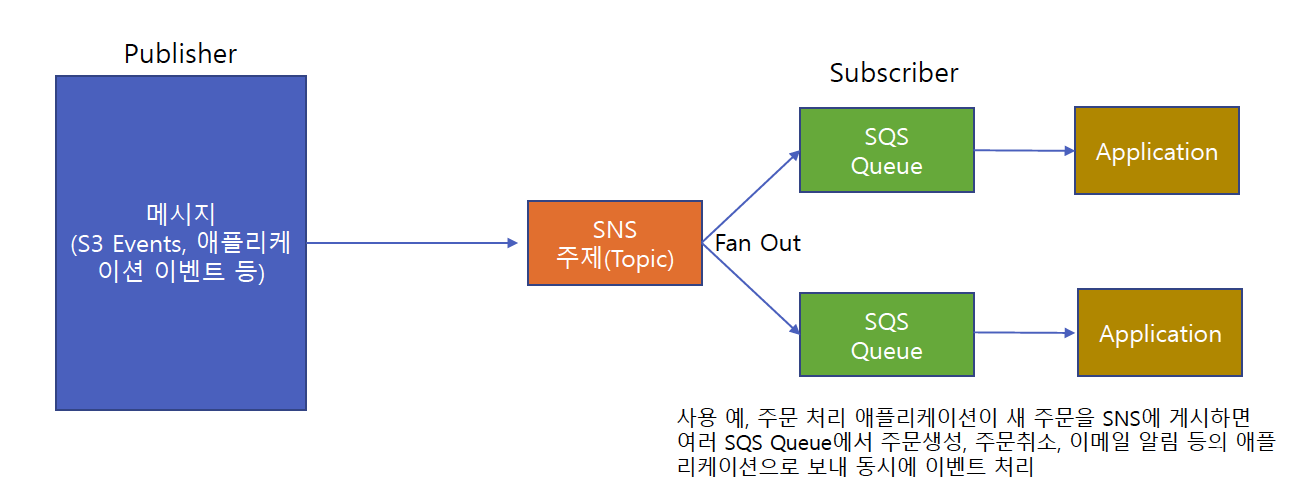 Publisher
메시지
(S3 Events, 애플리케
이션 이벤트 등)
SNS
주제(Topic)
Fan Out
Subscriber
SQS
Queue
Application
SQS
Queue
Application
사용 예, 주문 처리 애플리케이션이 새 주문을 SNS에 게시하면
여러 SQS Queue에서 주문생성, 주문취소, 이메일 알림 등의 애플
리케이션으로 보내 동시에 이벤트 처리